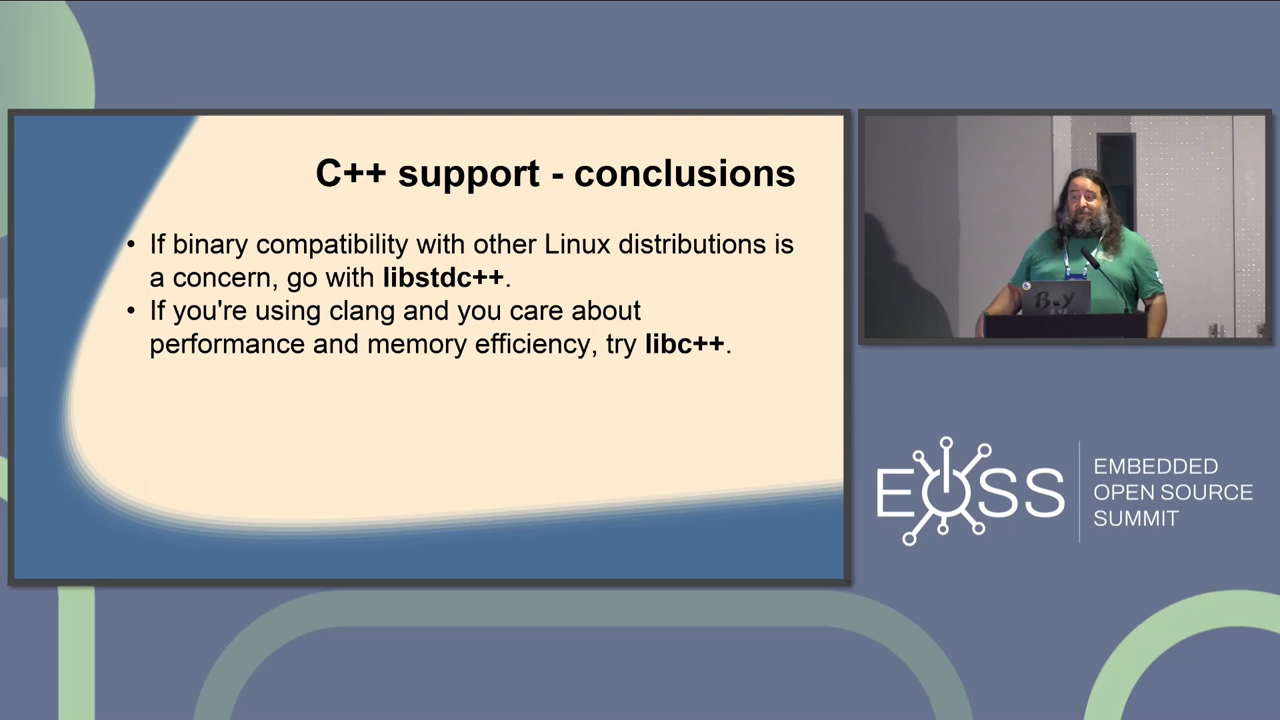 C++ support - conclusions
• If binary compatibility with other Linux distributions is
a concern, go with libstdc++.
• If you're using clang and you care about
performance and memory efficiency, try libc++.
EOSS
EMBEDDED
OPEN SOURCE
SUMMIT